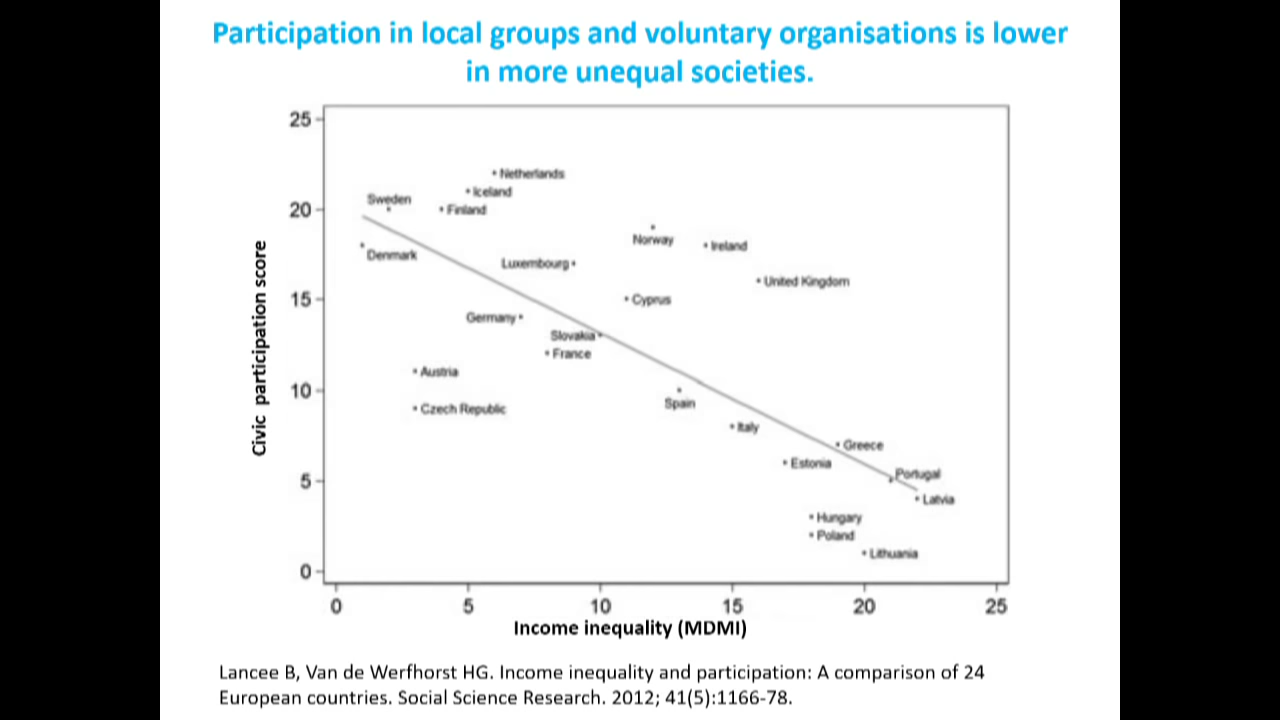 Participation in local groups and voluntary organisations is lower
in more unequal societies.
25
20
15
10
5
0
Civic participation score
Netherlands
Iceland
Sweden
Finland
Norway
Ireland
Denmark
Luxembourg
United Kingdom
Cyprus
Germany
Slovakia
France
Austria
Spain
Czech Republic
Italy
Greece
Estonia
Portugal
Latvia
Hungary
Poland
Lithuania
0 5 10 15 20 25
Income inequality (MDMI)
Lancee B, Van de Werfhorst HG. Income inequality and participation: A comparison of 24
European countries. Social Science Research. 2012; 41(5):1166-78.